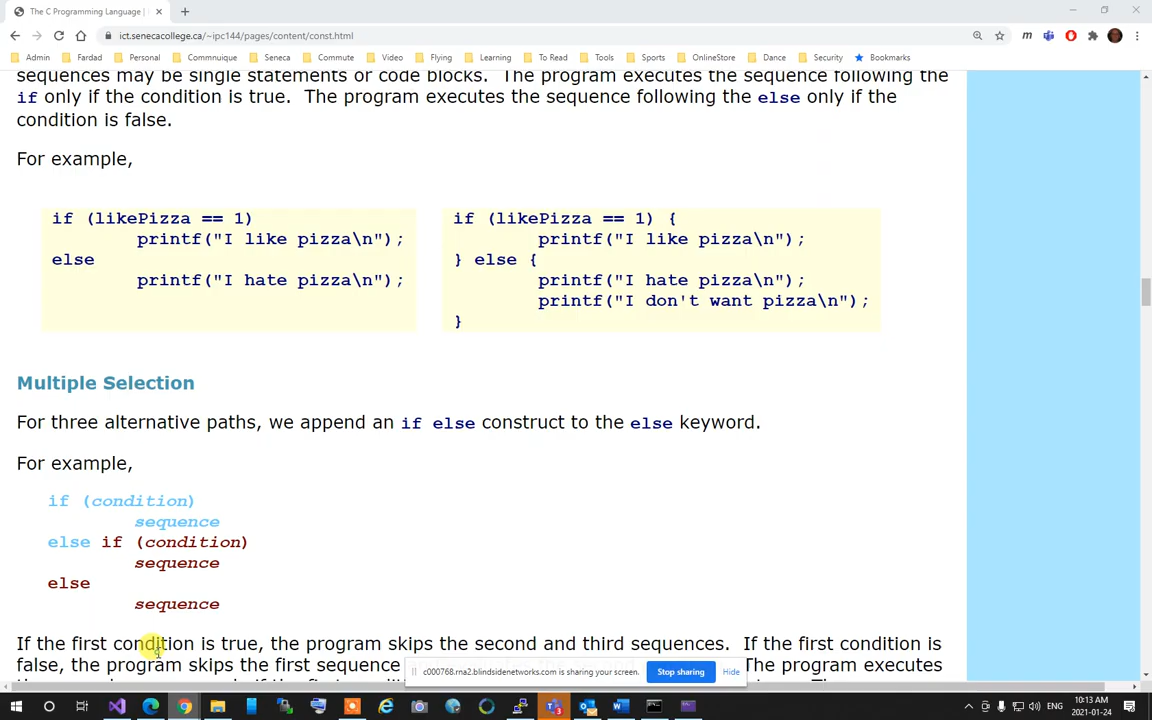 The C Programming Language |
ict.senecacollege.ca/~ipc144/pages/content/const.html
Admin Fardad Personal Seneca Commute Video Flying Learning To Read Tools Sports OnlineStore Dance Security Bookmarks
sequences may be single statements or code blocks. The program executes the sequence following the
if only if the condition is true. The program executes the sequence following the else only if the
condition is false.
For example,
if (likePizza == 1)
printf("I like pizza\n");
else
printf("I hate pizza\n");
if (likePizza == 1) {
printf("I like pizza\n");
} else {
printf("I hate pizza\n");
printf("I don't want pizza\n");
}
Multiple Selection
For three alternative paths, we append an if else construct to the else keyword.
For example,
if (condition)
sequence
else if (condition)
sequence
else
sequence
If the first condition is true, the program skips the second and third sequences. If the first condition is
false, the program skips the first sequence
The program executes
c000768.rna2.blindsidenetworks.com is sharing your screen.
Stop sharing
Hide
ENG
10:13 AM
2021-01-24